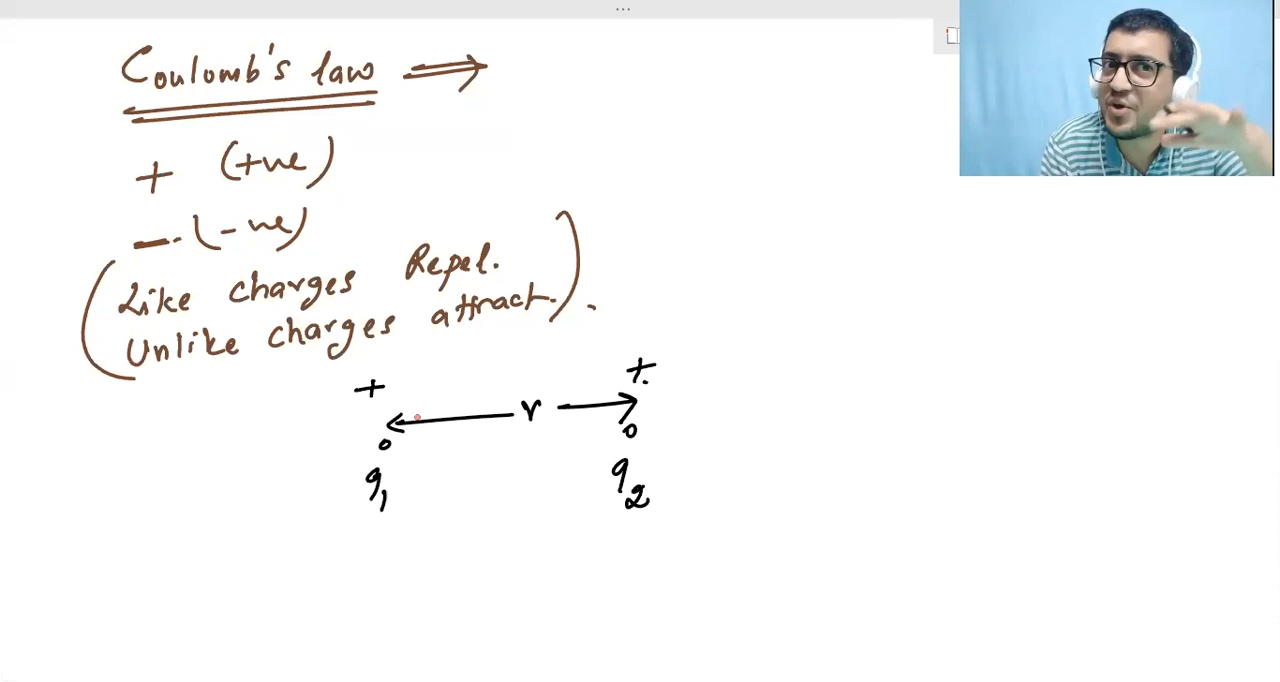 Coulomb's law ⟹
+ (+ve)
-. (-ve)
(Like charges Repel.
Unlike charges attract.).
+ +.
r
q1 q2